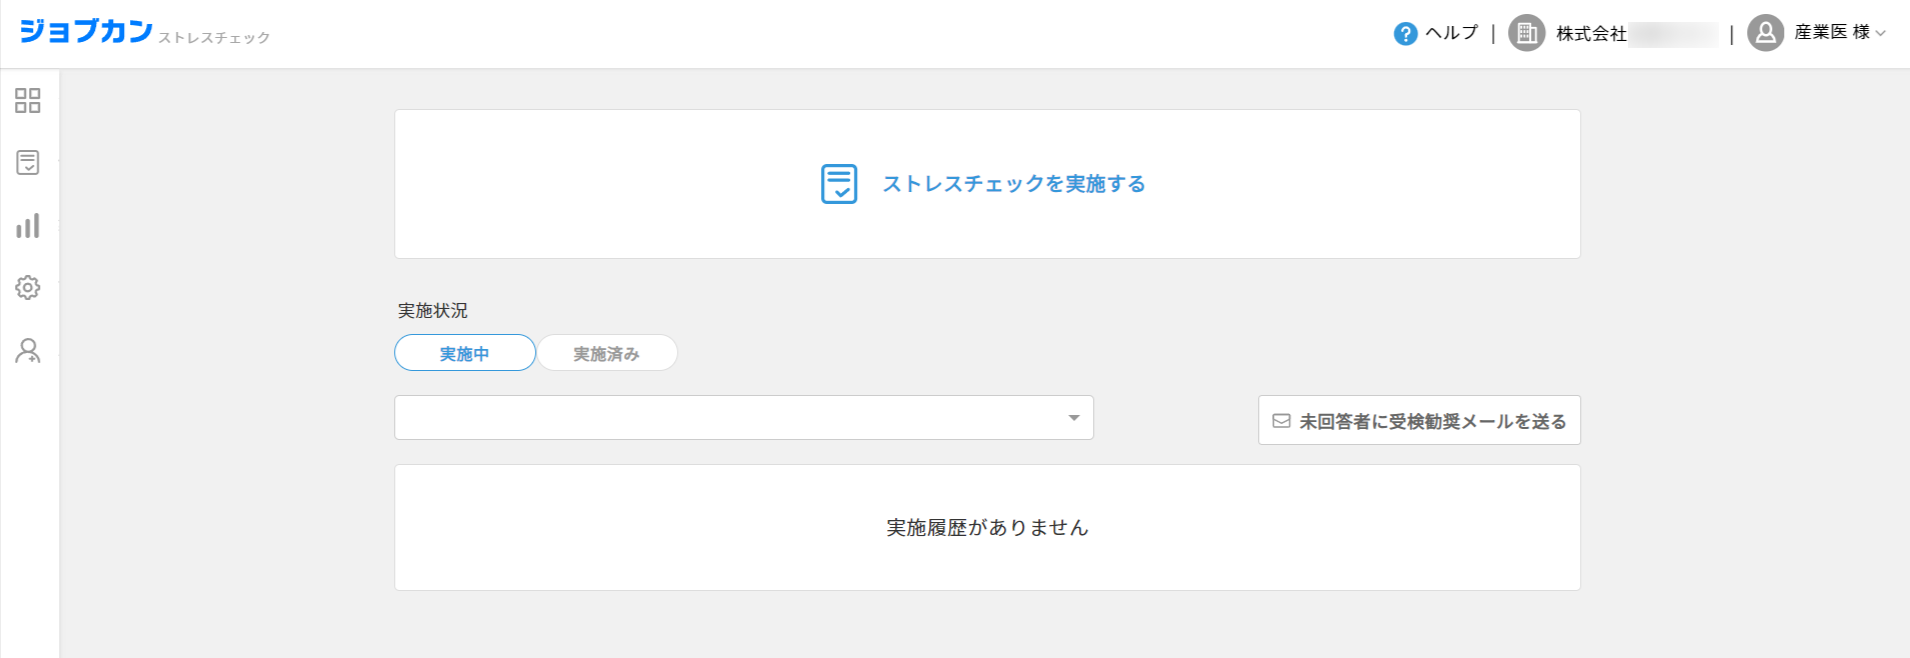 ジョブカン ストレスチェック
? ヘルプ | 株式会社 | 産業医 様
ストレスチェックを実施する
実施状況
実施中 実施済み
未回答者に受検勧奨メールを送る
実施履歴がありません